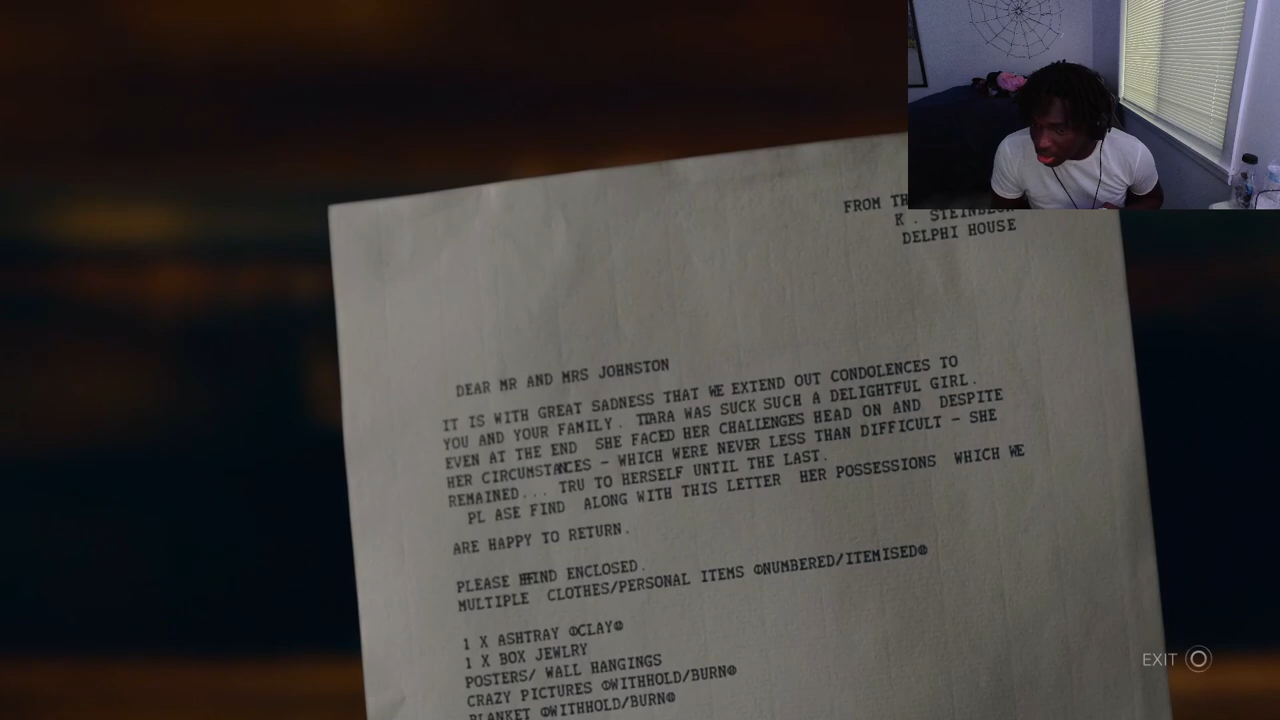 FROM TH
K. STEINBECK
DELPHI HOUSE
DEAR MR AND MRS JOHNSTON
IT IS WITH GREAT SADNESS THAT WE EXTEND OUT CONDOLENCES TO
YOU AND YOUR FAMILY. TIARA WAS SUCK SUCH A DELIGHTFUL GIRL.
EVEN AT THE END SHE FACED HER CHALLENGES HEAD ON AND DESPITE
HER CIRCUMSTANCES - WHICH WERE NEVER LESS THAN DIFFICULT - SHE
REMAINED... TRU TO HERSELF UNTIL THE LAST.
PL ASE FIND ALONG WITH THIS LETTER HER POSSESSIONS WHICH WE
ARE HAPPY TO RETURN.
PLEASE FIND ENCLOSED.
MULTIPLE CLOTHES/PERSONAL ITEMS NUMBERED/ITEMISED
1 X ASHTRAY CLAY
1 X BOX JEWLRY
POSTERS/ WALL HANGINGS
CRAZY PICTURES WITHHOLD/BURN
BLANKET WITHHOLD/BURN
EXIT